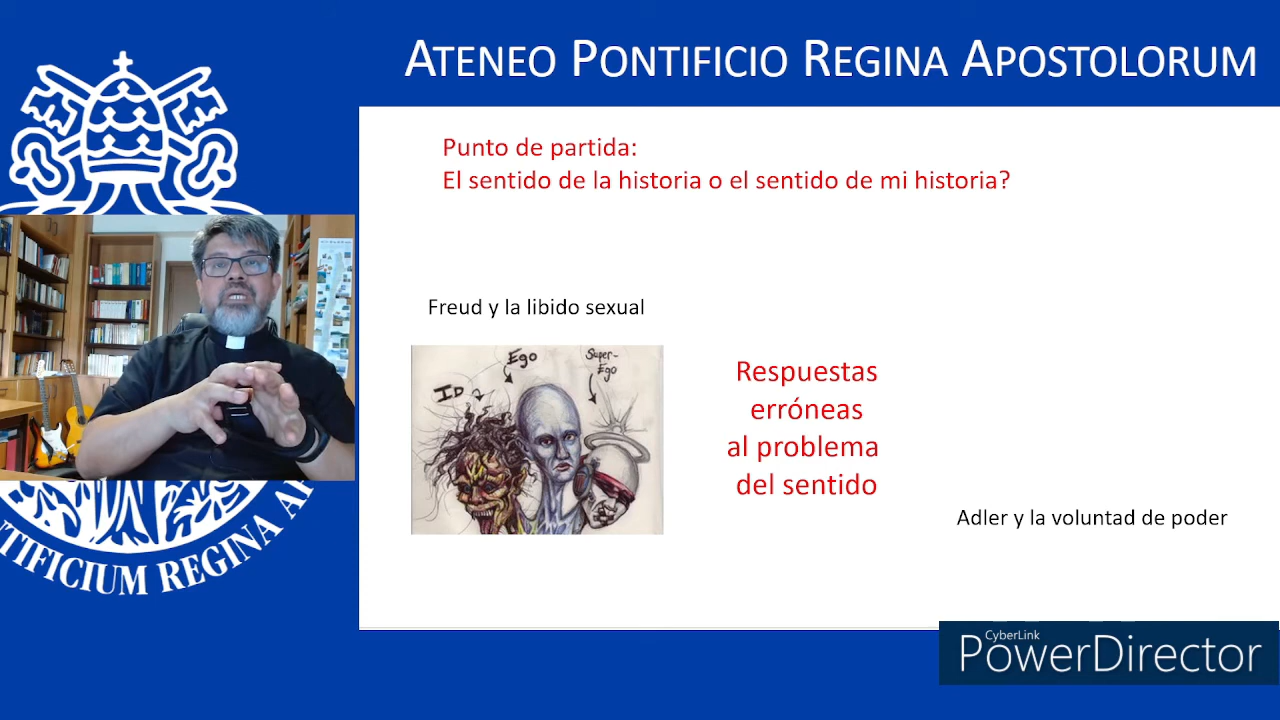 ATENEO PONTIFICIO REGINA APOSTOLORUM
Punto de partida:
El sentido de la historia o el sentido de mi historia?
Freud y la libido sexual
ID
Ego
Super-
Ego
Respuestas
erróneas
al problema
del sentido
Adler y la voluntad de poder
TIFICIUM REGINA AP
CyberLink
PowerDirector